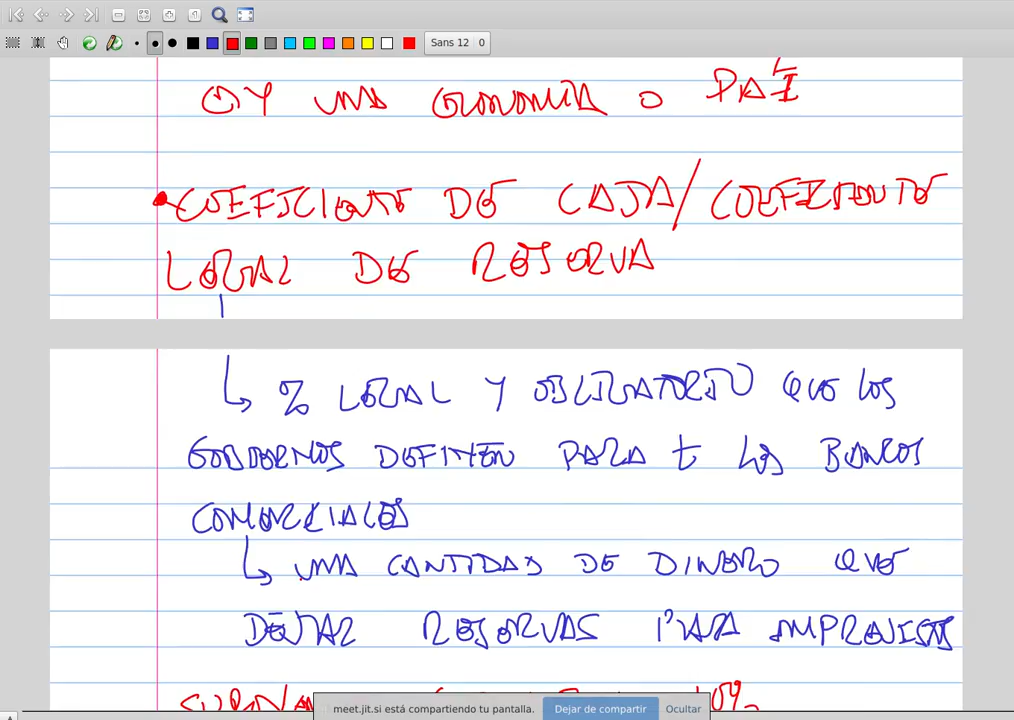 Sans 12 0
UNA ECONOMIA O PAÍ
COEFICIENTE DE CAJA/COEFICIENTE
LEGAL DE RESERVA
% LEGAL Y OBLIGATORIO QUE LOS
GOBIERNOS DEFINEN PARA t LOS BANCOS
COMERCIALES
UNA CANTIDAD DE DINERO QUE
DEJAR RESERVAS PARA IMPREVISTOS
meet.jit.si está compartiendo tu pantalla. Dejar de compartir Ocultar